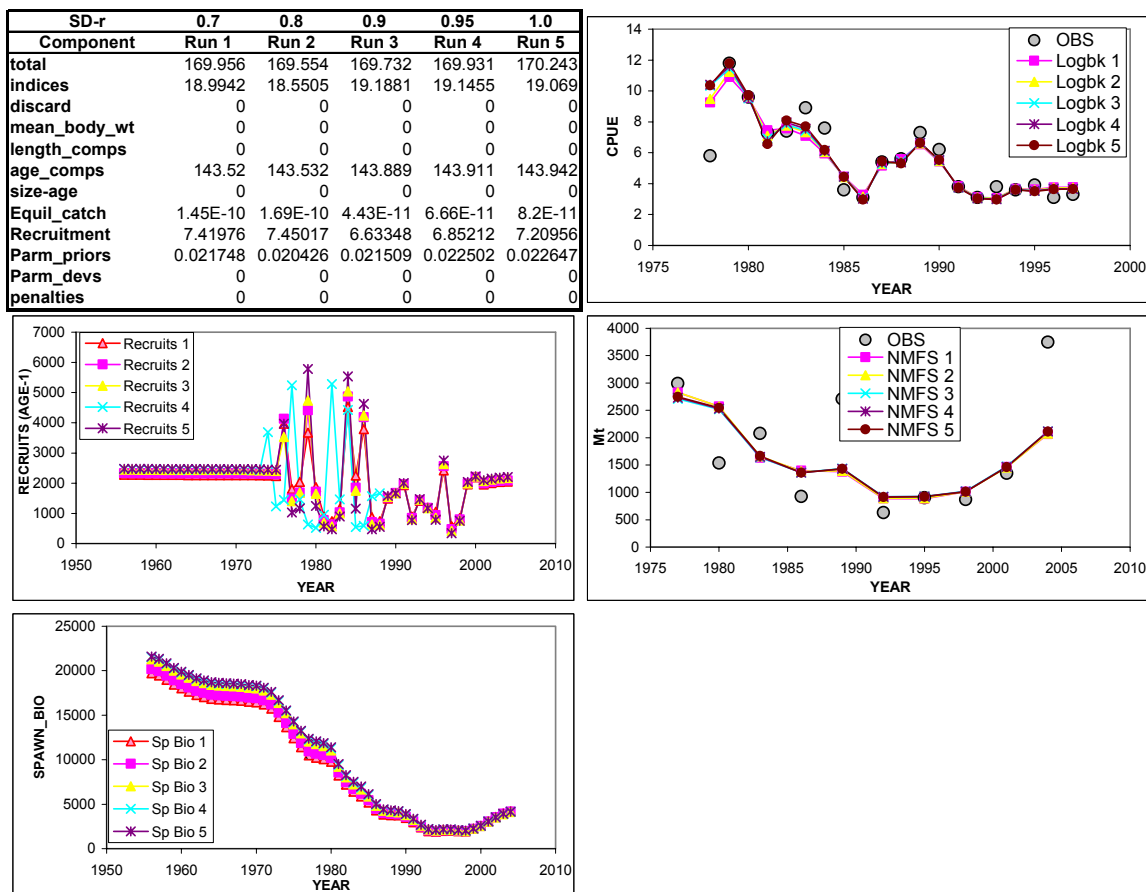 SD-r 0.7 0.8 0.9 0.95 1.0
Component Run 1 Run 2 Run 3 Run 4 Run 5
total 169.956 169.554 169.732 169.931 170.243
indices 18.9942 18.5505 19.1881 19.1455 19.069
discard 0 0 0 0 0
mean_body_wt 0 0 0 0 0
length_comps 0 0 0 0 0
age_comps 143.52 143.532 143.889 143.911 143.942
size-age 0 0 0 0 0
Equil_catch 1.45E-10 1.69E-10 4.43E-11 6.66E-11 8.2E-11
Recruitment 7.41976 7.45017 6.63348 6.85212 7.20956
Parm_priors 0.021748 0.020426 0.021509 0.022502 0.022647
Parm_devs 0 0 0 0 0
penalties 0 0 0 0 0
14
12
10
8
6
4
2
0
CPUE
OBS
Logbk 1
Logbk 2
Logbk 3
Logbk 4
Logbk 5
1975 1980 1985 1990 1995 2000
YEAR
7000
6000
5000
4000
3000
2000
1000
0
RECRUITS (AGE-1)
Recruits 1
Recruits 2
Recruits 3
Recruits 4
Recruits 5
1950 1960 1970 1980 1990 2000 2010
YEAR
4000
3500
3000
2500
2000
1500
1000
500
0
Mt
OBS
NMFS 1
NMFS 2
NMFS 3
NMFS 4
NMFS 5
1975 1980 1985 1990 1995 2000 2005 2010
YEAR
25000
20000
15000
10000
5000
0
SPAWN_BIO
Sp Bio 1
Sp Bio 2
Sp Bio 3
Sp Bio 4
Sp Bio 5
1950 1960 1970 1980 1990 2000 2010
YEAR